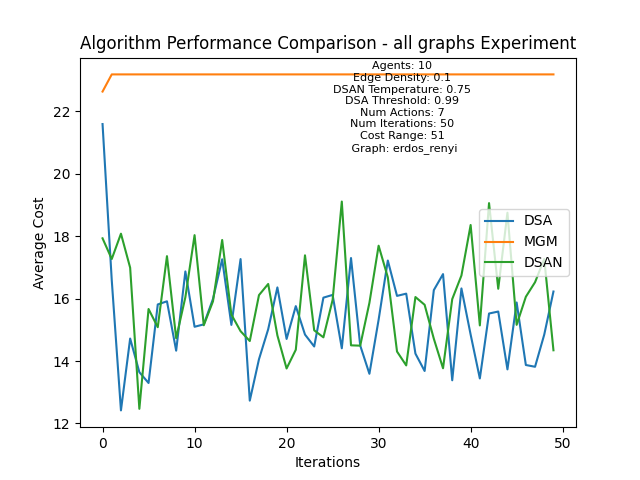 Algorithm Performance Comparison - all graphs Experiment
Agents: 10
Edge Density: 0.1
DSAN Temperature: 0.75
DSA Threshold: 0.99
Num Actions: 7
Num Iterations: 50
Cost Range: 51
Graph: erdos_renyi
22
20
18
16
14
12
Average Cost
DSA
MGM
DSAN
0 10 20 30 40 50
Iterations